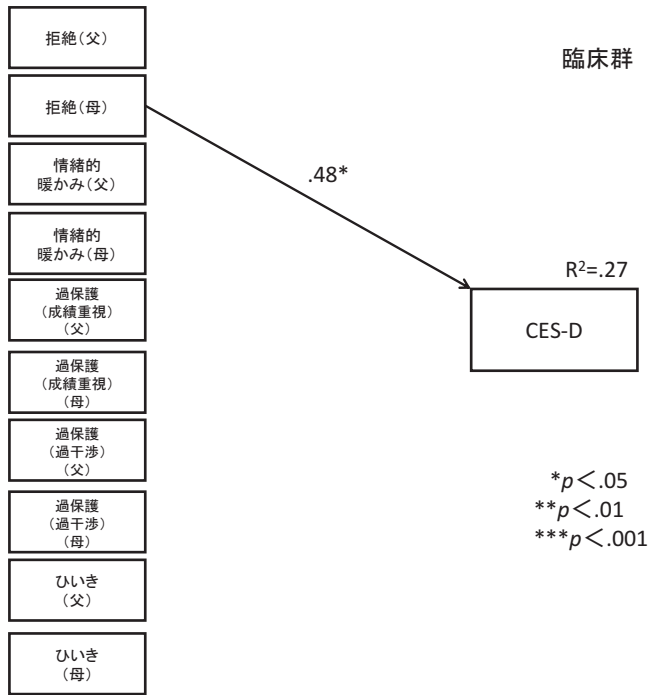 拒絶（父）
臨床群
拒絶（母）
情緒的
暖かみ（父）
.48*
情緒的
暖かみ（母）
R²=.27
過保護
（成績重視）
（父）
CES-D
過保護
（成績重視）
（母）
過保護
（過干渉）
（父）
過保護
（過干渉）
（母）
*p＜.05
**p＜.01
***p＜.001
ひいき
（父）
ひいき
（母）